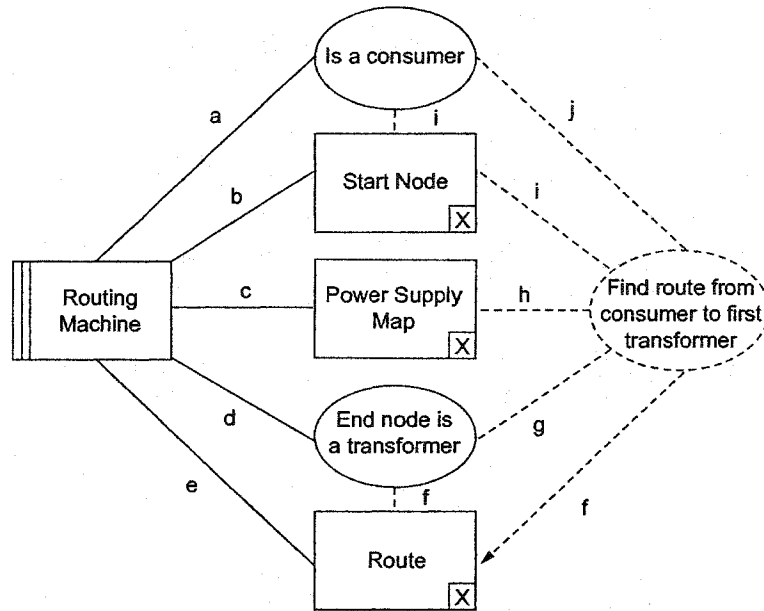 Is a consumer
a
i
j
b
Start Node
X
i
Routing
Machine
c
Power Supply
Map
X
h
Find route from
consumer to first
transformer
d
End node is
a transformer
g
e
f
f
Route
X